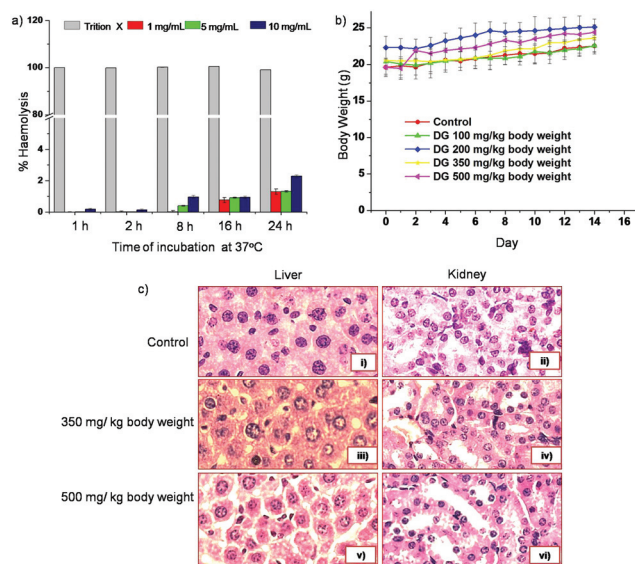 a)
Trition X 1 mg/mL 5 mg/mL 10 mg/mL
120
100
80
4
2
0
% Haemolysis
1 h 2 h 8 h 16 h 24 h
Time of incubation at 37ºC
b)
25
20
15
10
5
0
Body Weight (g)
Control
DG 100 mg/kg body weight
DG 200 mg/kg body weight
DG 350 mg/kg body weight
DG 500 mg/kg body weight
0 2 4 6 8 10 12 14 16
Day
c)
Liver Kidney
Control
i) ii)
350 mg/ kg body weight
iii) iv)
500 mg/ kg body weight
v) vi)